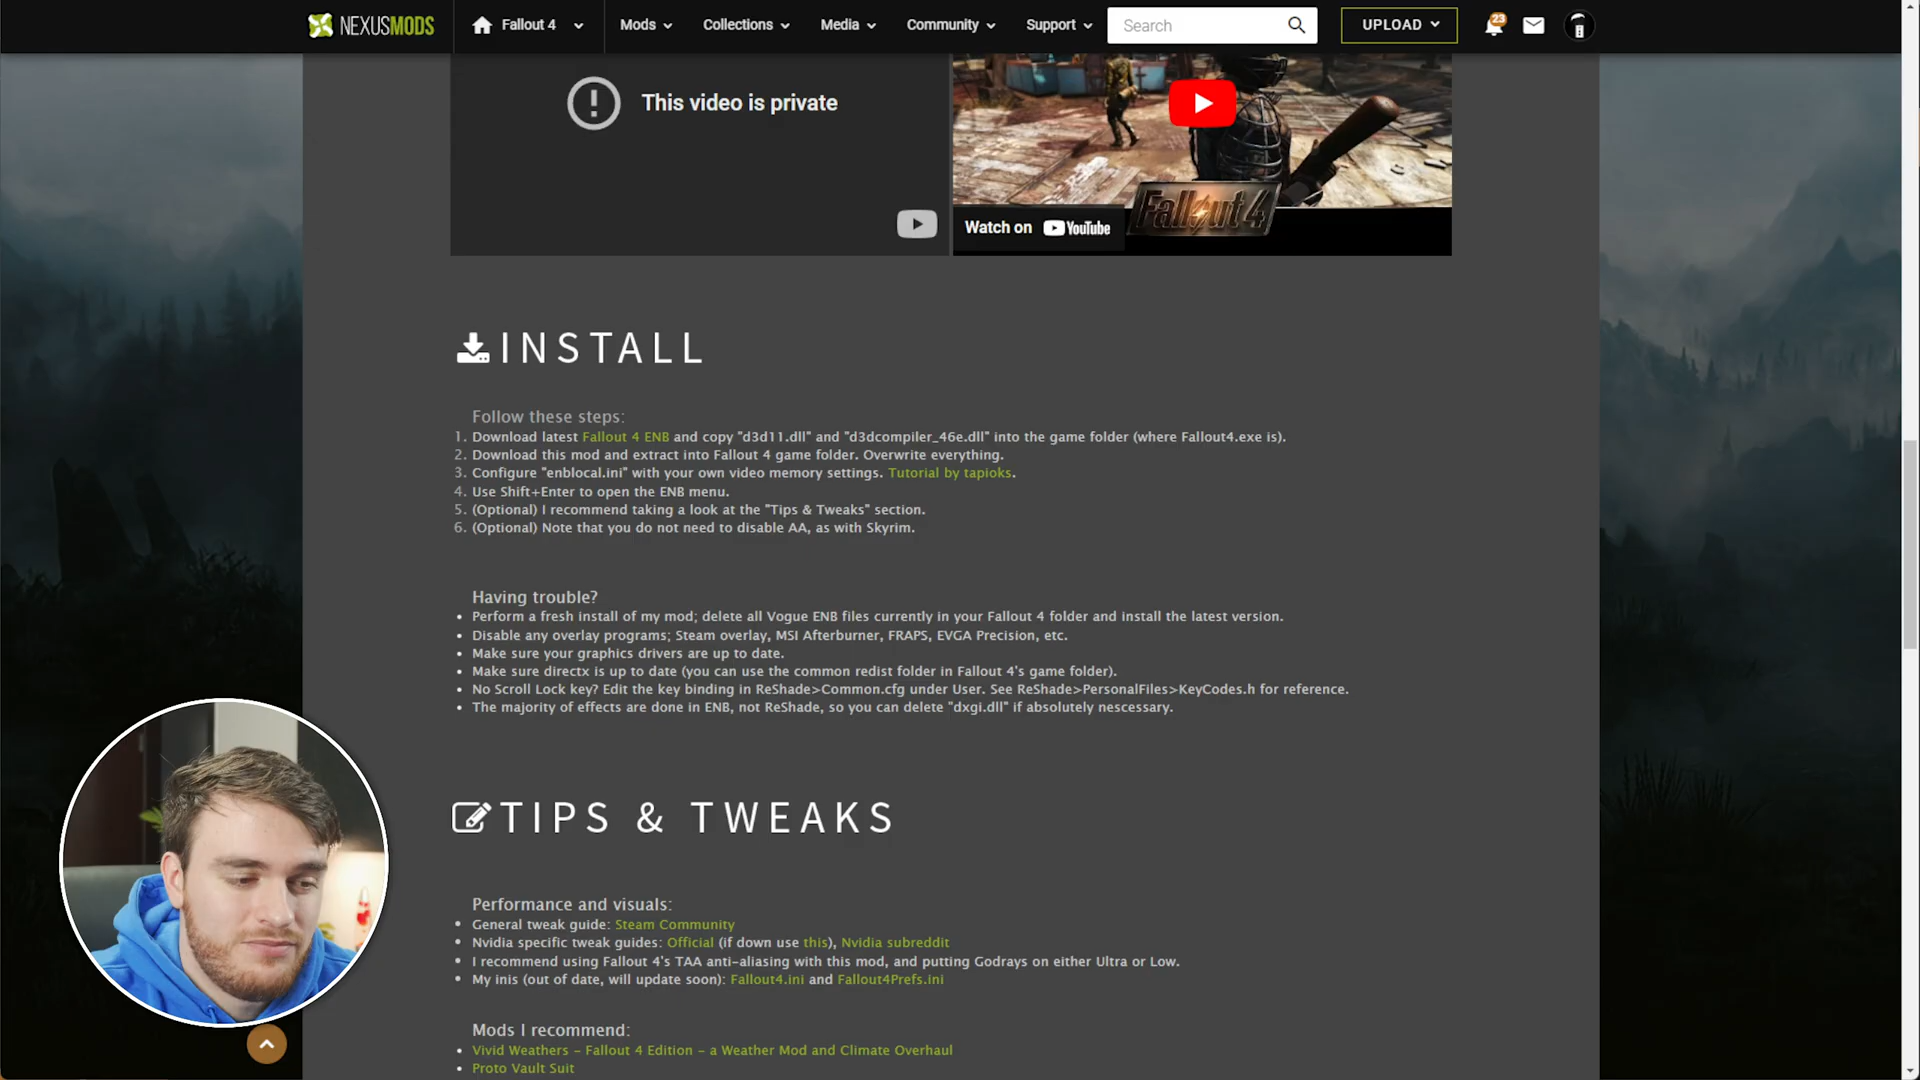 NEXUSMODS
Fallout 4
Mods
Collections
Media
Community
Support
Search
UPLOAD
23
This video is private
Watch on YouTube
Fallout 4
INSTALL
Follow these steps:
1. Download latest Fallout 4 ENB and copy "d3d11.dll" and "d3dcompiler_46e.dll" into the game folder (where Fallout4.exe is).
2. Download this mod and extract into Fallout 4 game folder. Overwrite everything.
3. Configure "enblocal.ini" with your own video memory settings. Tutorial by tapioks.
4. Use Shift+Enter to open the ENB menu.
5. (Optional) I recommend taking a look at the "Tips & Tweaks" section.
6. (Optional) Note that you do not need to disable AA, as with Skyrim.
Having trouble?
• Perform a fresh install of my mod; delete all Vogue ENB files currently in your Fallout 4 folder and install the latest version.
• Disable any overlay programs; Steam overlay, MSI Afterburner, FRAPS, EVGA Precision, etc.
• Make sure your graphics drivers are up to date.
• Make sure directx is up to date (you can use the common redist folder in Fallout 4's game folder).
• No Scroll Lock key? Edit the key binding in ReShade>Common.cfg under User. See ReShade>PersonalFiles>KeyCodes.h for reference.
• The majority of effects are done in ENB, not ReShade, so you can delete "dxgi.dll" if absolutely nescessary.
TIPS & TWEAKS
Performance and visuals:
• General tweak guide: Steam Community
• Nvidia specific tweak guides: Official (if down use this), Nvidia subreddit
• I recommend using Fallout 4's TAA anti-aliasing with this mod, and putting Godrays on either Ultra or Low.
• My inis (out of date, will update soon): Fallout4.ini and Fallout4Prefs.ini
Mods I recommend:
• Vivid Weathers - Fallout 4 Edition - a Weather Mod and Climate Overhaul
• Proto Vault Suit